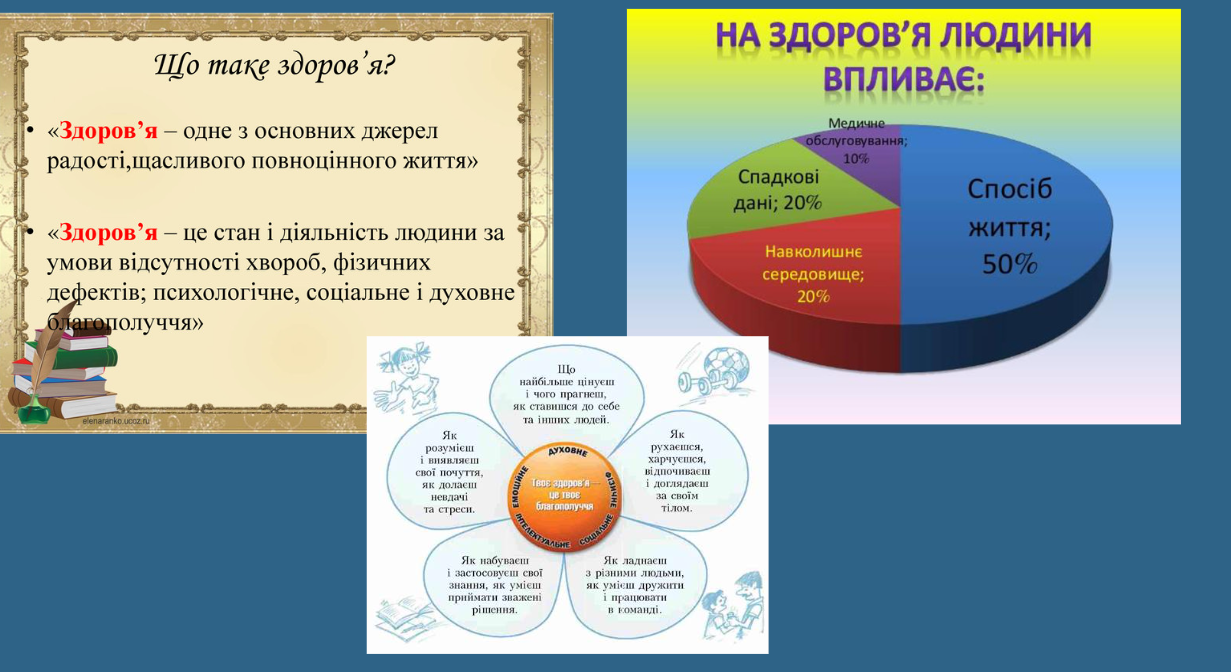 Що таке здоров’я?
• «Здоров’я – одне з основних джерел
радості,щасливого повноцінного життя»
• «Здоров’я – це стан і діяльність людини за
умови відсутності хвороб, фізичних
дефектів; психологічне, соціальне і духовне
благополуччя»
elenaranko.ucoz.ru
НА ЗДОРОВ’Я ЛЮДИНИ
ВПЛИВАЄ:
Медичне
обслуговування;
10%
Спадкові
дані; 20%
Навколишнє
середовище;
20%
Спосіб
життя;
50%
Що
найбільше цінуєш
і чого прагнеш,
як ставишся до себе
та інших людей.
Як
розумієш
і виявляєш
свої почуття,
як долаєш
невдачі
та стреси.
Як
рухаєшся,
харчуєшся,
відпочиваєш
і доглядаєш
за своїм
тілом.
ДУХОВНЕ
ЕМОЦІЙНЕ
ФІЗИЧНЕ
Твоє здоров’я —
це твоє
благополуччя
ІНТЕЛЕКТУАЛЬНЕ
СОЦІАЛЬНЕ
Як набуваєш
і застосовуєш свої
знання, як умієш
приймати зважені
рішення.
Як ладнаєш
з різними людьми,
як умієш дружити
і працювати
в команді.